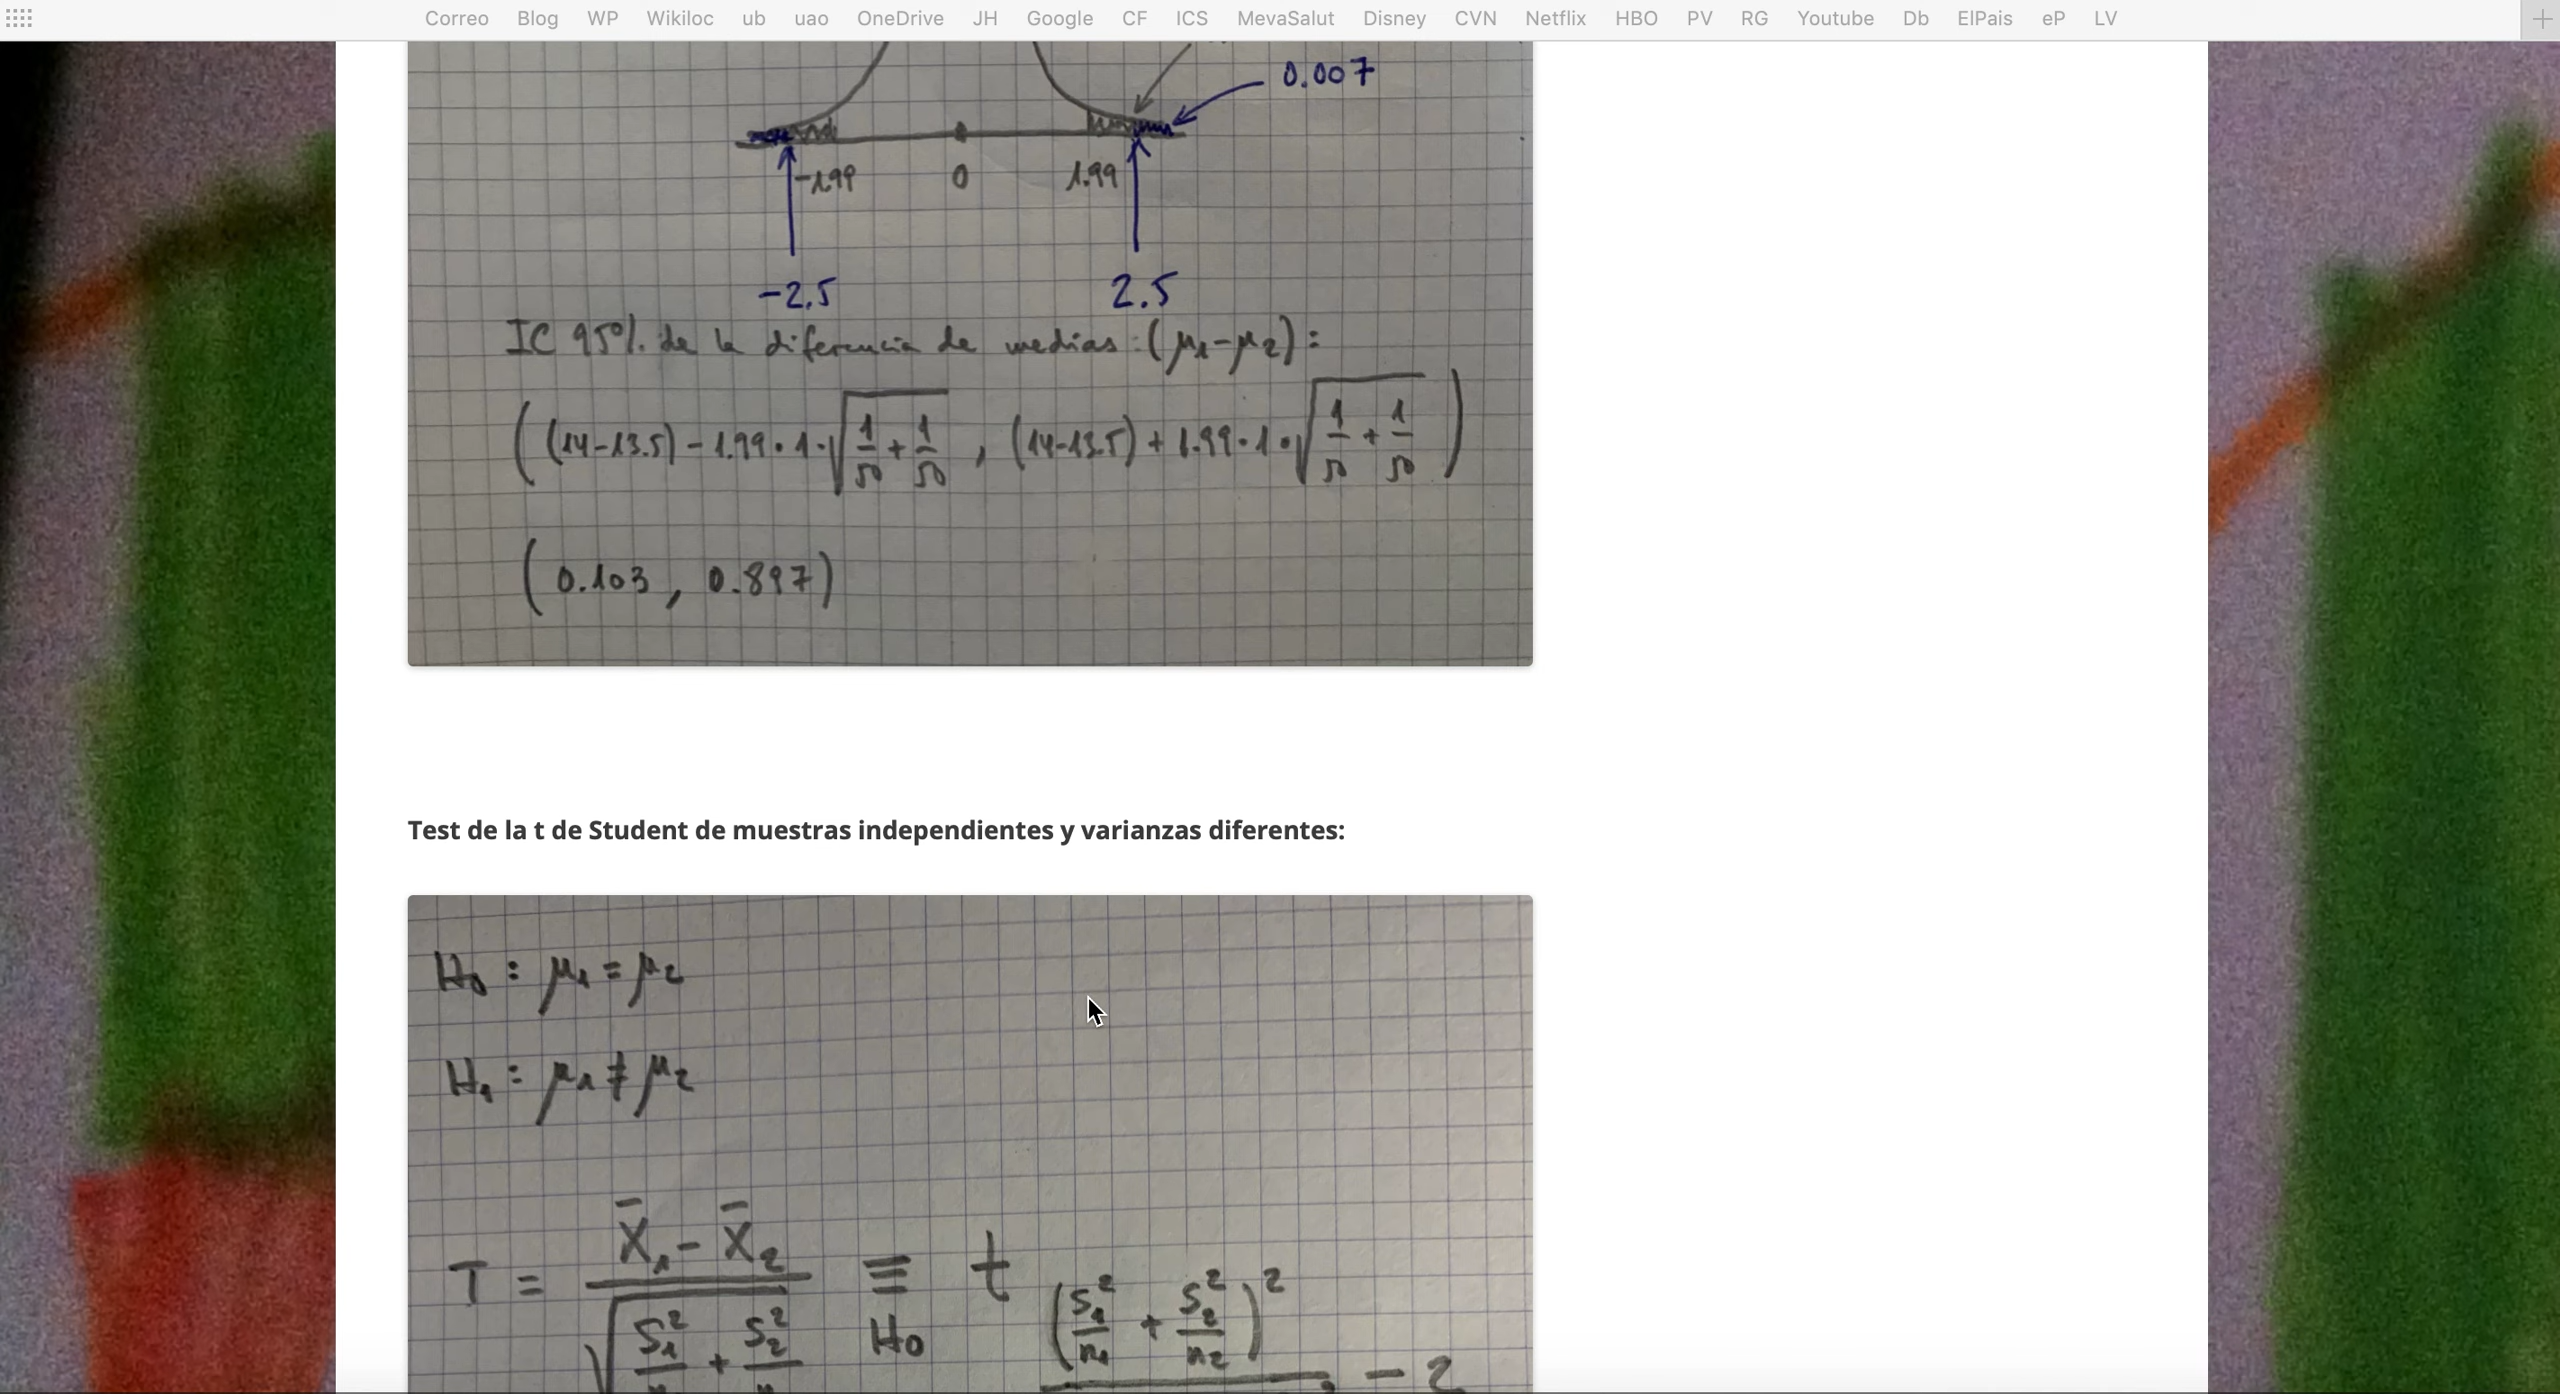 Correo Blog WP Wikiloc ub uao OneDrive JH Google CF ICS MevaSalut Disney CVN Netflix HBO PV RG Youtube Db ElPais eP LV
0.007
-1.99 0 1.99
-2.5 2.5
IC 95% de la diferencia de medias: (μ1-μ2):
((14-13.5) - 1.99 · 1 · √(1/50 + 1/50) , (14-13.5) + 1.99 · 1 · √(1/50 + 1/50))
(0.103, 0.897)
Test de la t de Student de muestras independientes y varianzas diferentes:
H0: μ1 = μ2
H1: μ1 ≠ μ2
X̄1 - X̄2
T = ≡ t
S1² + S2² H0 (S1²/n1 + S2²/n2)²
- 2